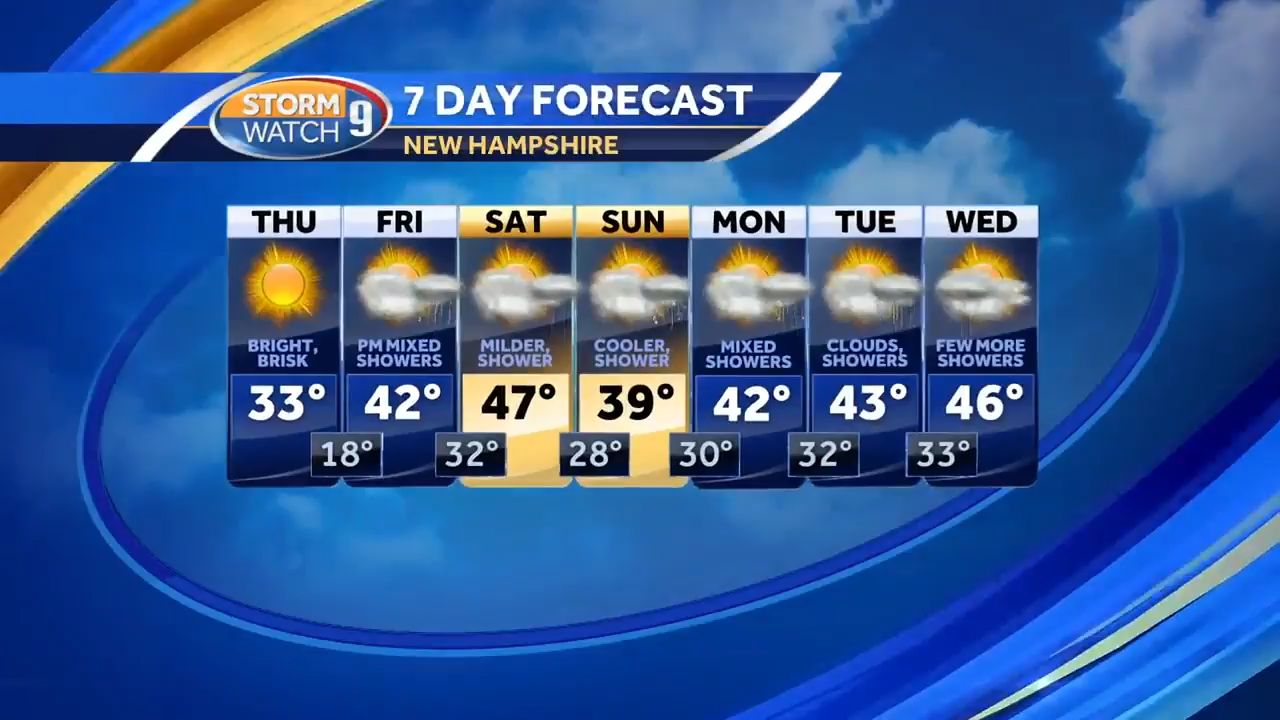 STORM
WATCH 9
7 DAY FORECAST
NEW HAMPSHIRE
THU FRI SAT SUN MON TUE WED
BRIGHT, BRISK
PM MIXED SHOWERS
MILDER, SHOWER
COOLER, SHOWER
MIXED SHOWERS
CLOUDS, SHOWERS
FEW MORE SHOWERS
33° 42° 47° 39° 42° 43° 46°
18° 32° 28° 30° 32° 33°